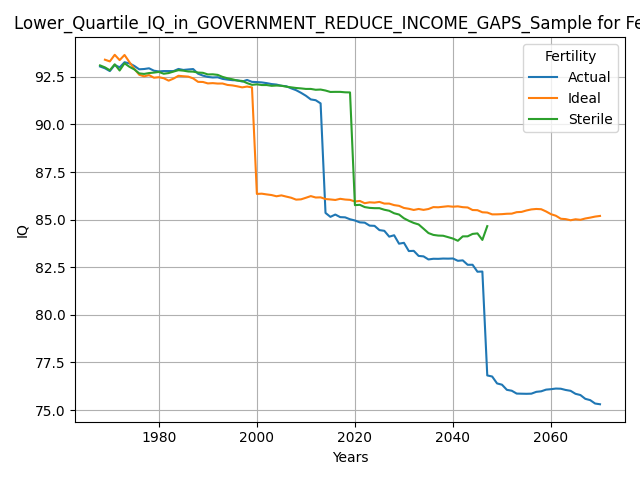 Lower_Quartile_IQ_in_GOVERNMENT_REDUCE_INCOME_GAPS_Sample for Fe
Fertility
Actual
Ideal
Sterile
92.5
90.0
87.5
85.0
82.5
80.0
77.5
75.0
IQ
1980
2000
2020
2040
2060
Years